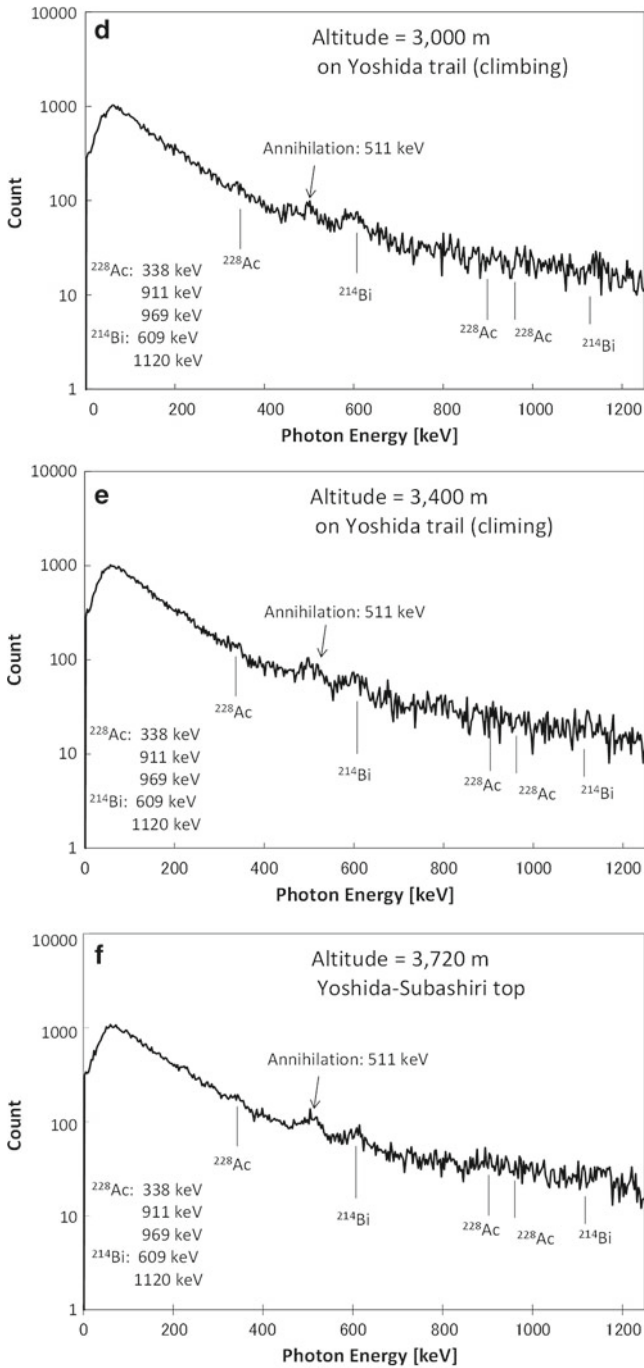 d
Altitude = 3,000 m
on Yoshida trail (climbing)
10000
1000
100
10
1
Count
Annihilation: 511 keV
²²⁸Ac
²¹⁴Bi
²²⁸Ac
²²⁸Ac
²¹⁴Bi
²²⁸Ac: 338 keV
911 keV
969 keV
²¹⁴Bi: 609 keV
1120 keV
0 200 400 600 800 1000 1200
Photon Energy [keV]
e
Altitude = 3,400 m
on Yoshida trail (climing)
10000
1000
100
10
1
Count
Annihilation: 511 keV
²²⁸Ac
²¹⁴Bi
²²⁸Ac
²²⁸Ac
²¹⁴Bi
²²⁸Ac: 338 keV
911 keV
969 keV
²¹⁴Bi: 609 keV
1120 keV
0 200 400 600 800 1000 1200
Photon Energy [keV]
f
Altitude = 3,720 m
Yoshida-Subashiri top
10000
1000
100
10
1
Count
Annihilation: 511 keV
²²⁸Ac
²¹⁴Bi
²²⁸Ac
²²⁸Ac
²¹⁴Bi
²²⁸Ac: 338 keV
911 keV
969 keV
²¹⁴Bi: 609 keV
1120 keV
0 200 400 600 800 1000 1200
Photon Energy [keV]